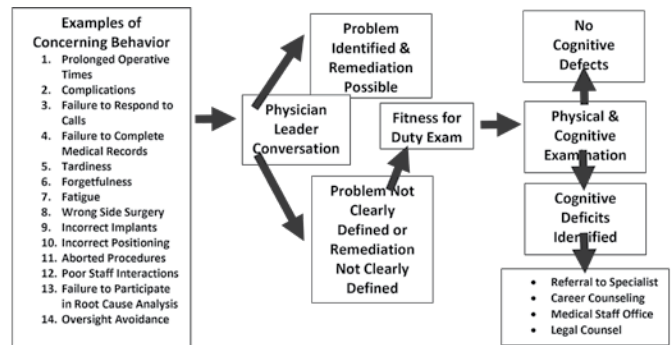 Examples of
Concerning Behavior
1. Prolonged Operative
Times
2. Complications
3. Failure to Respond to
Calls
4. Failure to Complete
Medical Records
5. Tardiness
6. Forgetfulness
7. Fatigue
8. Wrong Side Surgery
9. Incorrect Implants
10. Incorrect Positioning
11. Aborted Procedures
12. Poor Staff Interactions
13. Failure to Participate
in Root Cause Analysis
14. Oversight Avoidance
Physician
Leader
Conversation
Problem
Identified &
Remediation
Possible
Problem Not
Clearly
Defined or
Remediation
Not Clearly
Defined
Fitness for
Duty Exam
Physical &
Cognitive
Examination
No
Cognitive
Defects
Cognitive
Deficits
Identified
• Referral to Specialist
• Career Counseling
• Medical Staff Office
• Legal Counsel